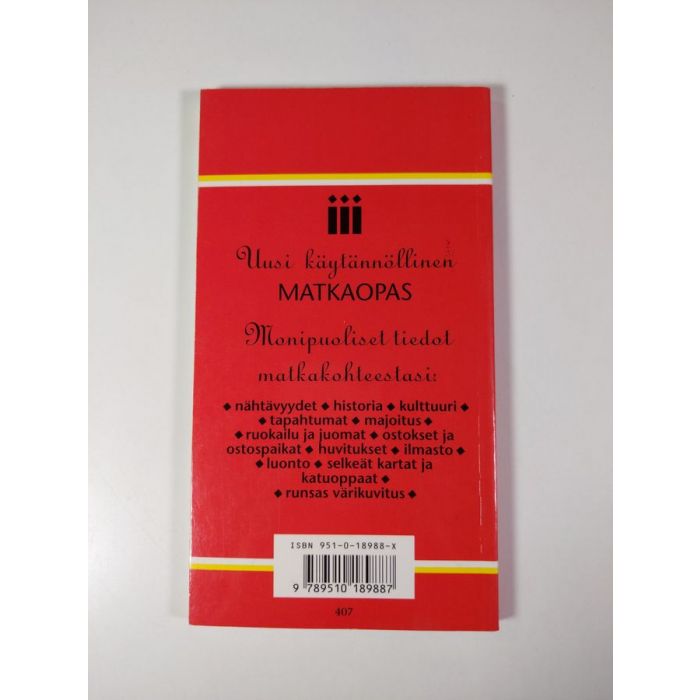 iii
Uusi käytännöllinen
MATKAOPAS
Monipuoliset tiedot
matkakohteestasi:
◆ nähtävyydet ◆ historia ◆ kulttuuri ◆
◆ tapahtumat ◆ majoitus ◆
◆ ruokailu ja juomat ◆ ostokset ja
ostospaikat ◆ huvitukset ◆ ilmasto ◆
◆ luonto ◆ selkeät kartat ja
katuoppaat ◆
◆ runsas värikuvitus ◆
ISBN 951-0-18988-X
9 789510 189887
407